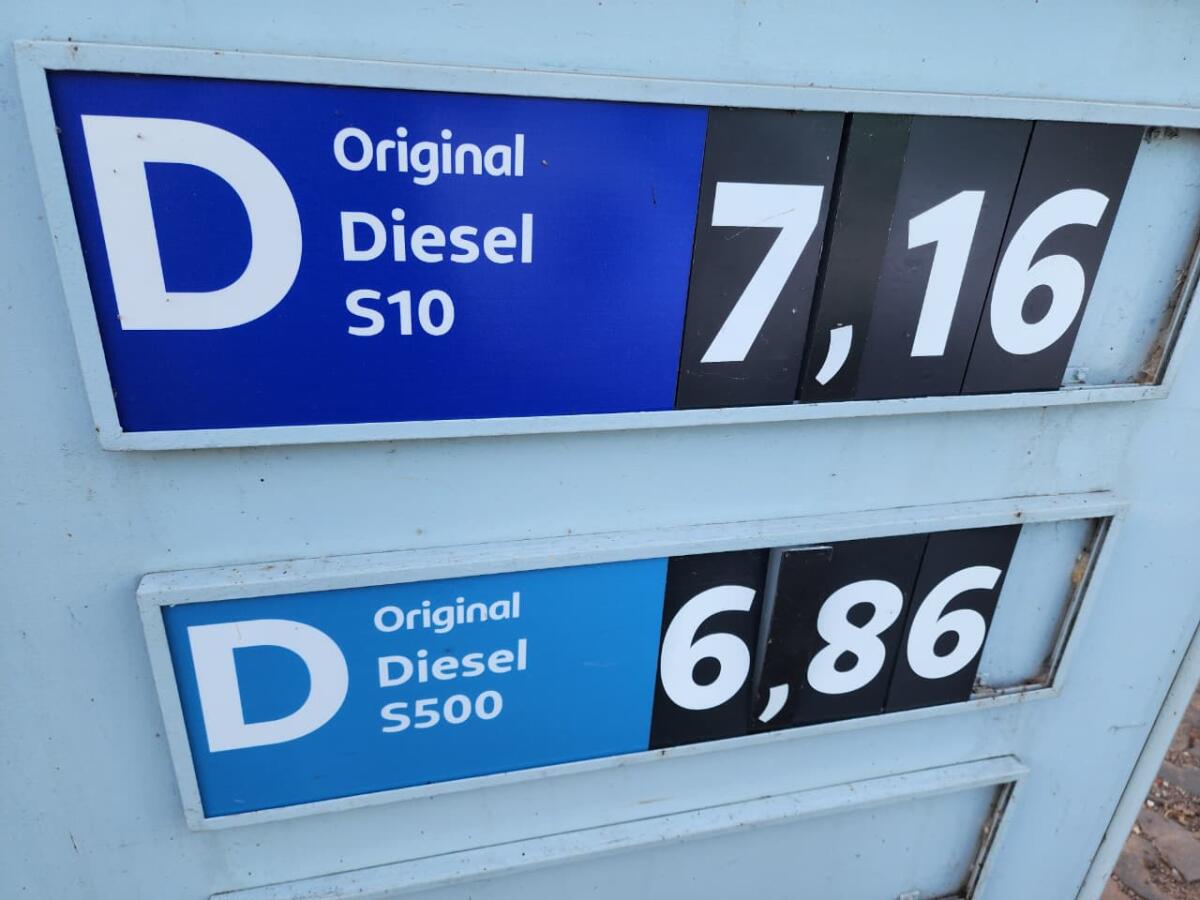 D
Original
Diesel
S10
7,16
D
Original
Diesel
S500
6,86